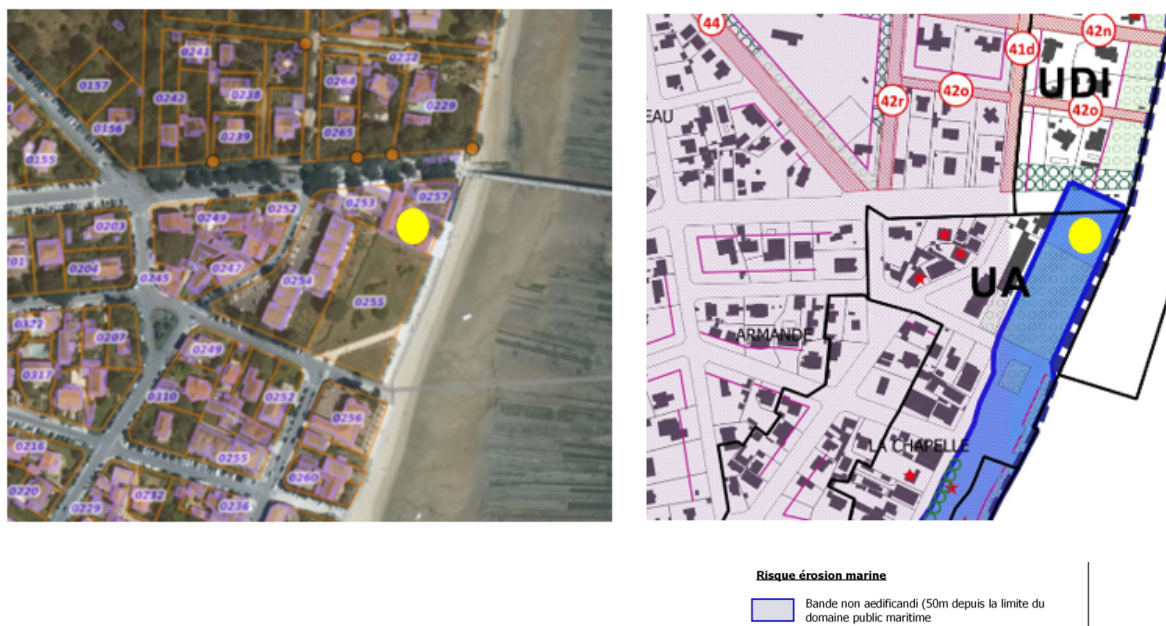 0241
0232
0157
0242
0238
0264
0229
0156
0239
0265
0155
0253
0257
0203
0249
0252
0201
0204
0247
0245
0254
0255
0322
0207
0249
0317
0310
0252
0256
0216
0255
0220
0260
0232
0229
0236
44
42n
41d
UDI
42r
42o
42o
EAU
UA
ARMANDE
LA CHAPELLE
Risque érosion marine
Bande non aedificandi (50m depuis la limite du
domaine public maritime